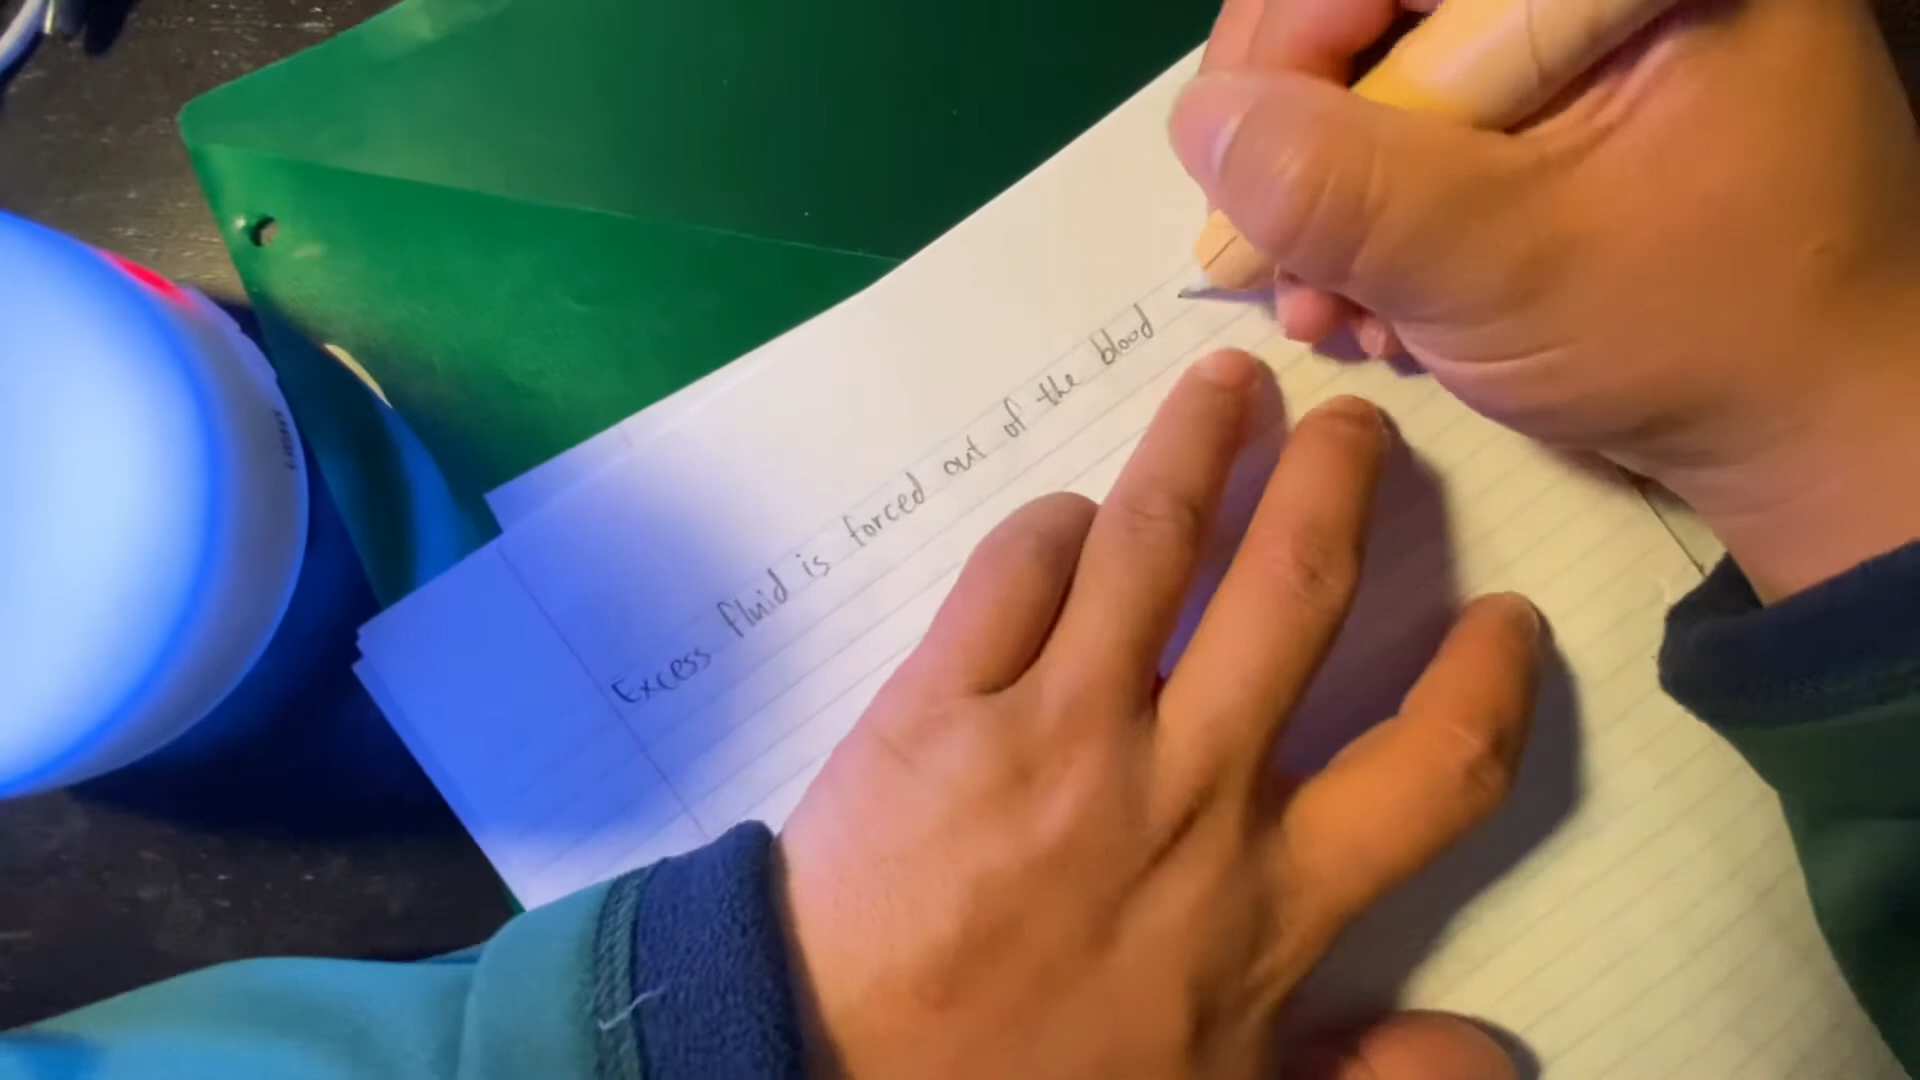 Excess fluid is forced out of the blood